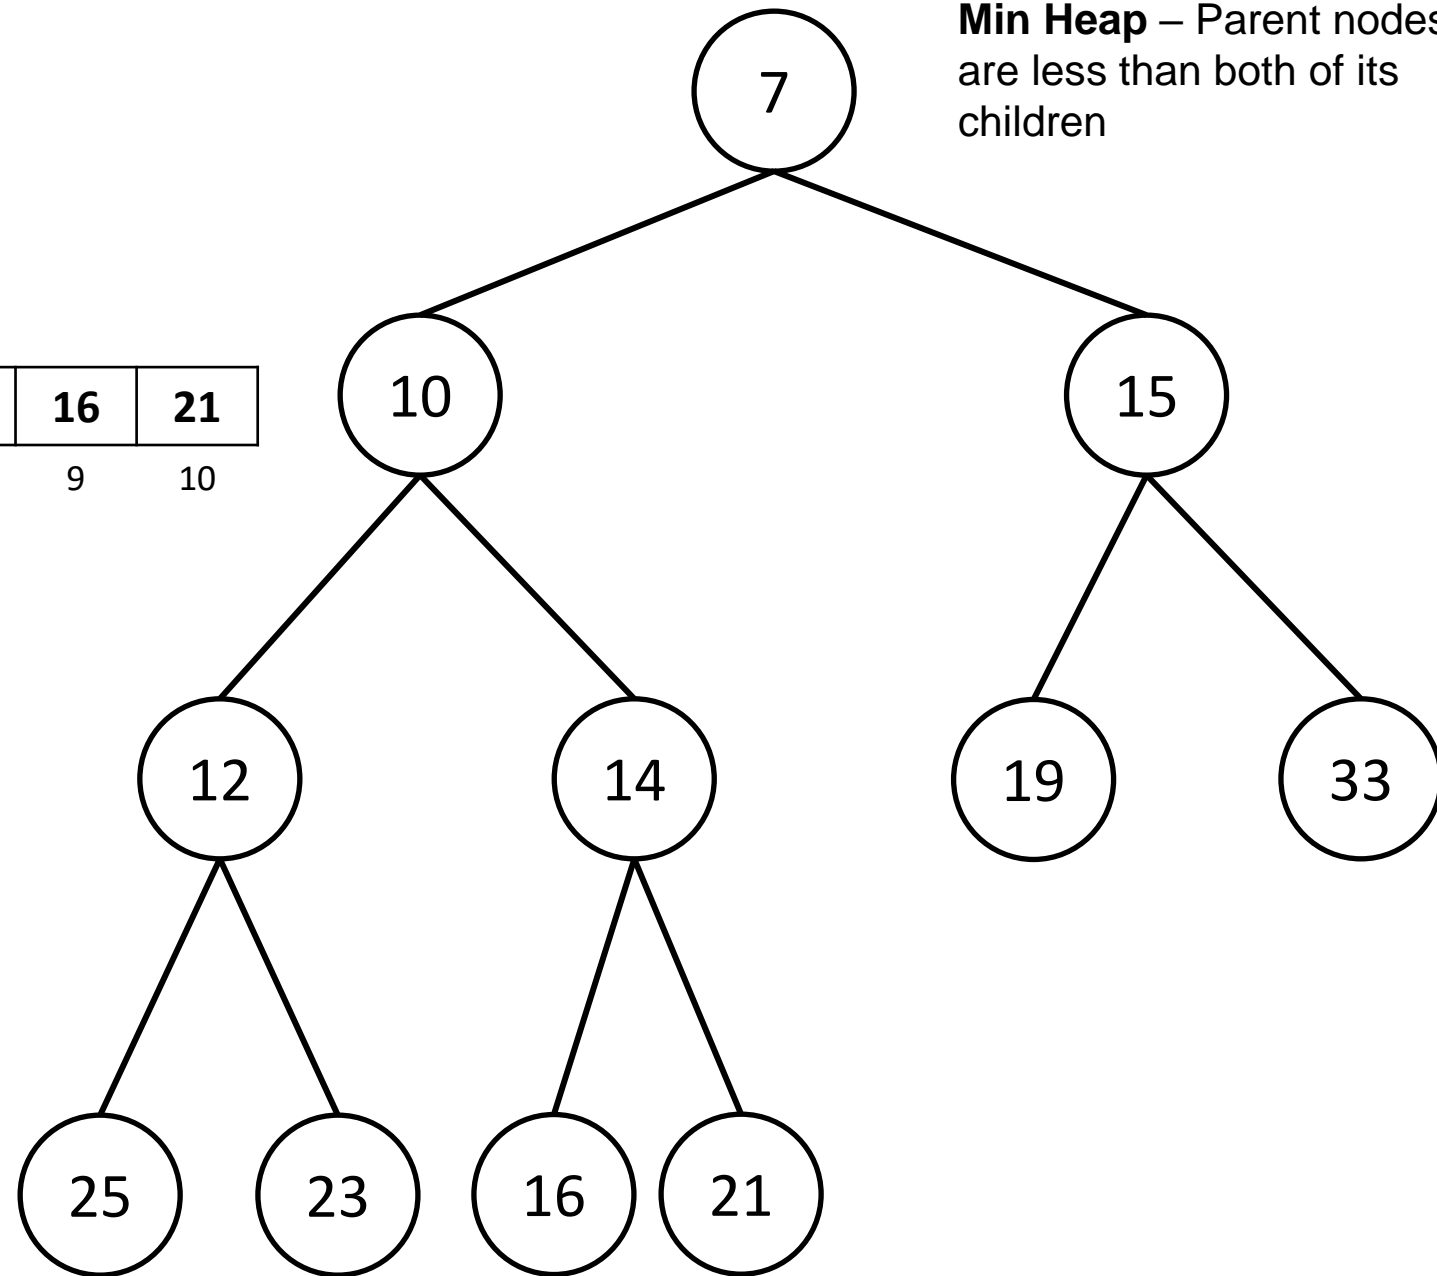 Min Heap – Parent nodes
are less than both of its
children
7
16 21
9 10
10 15
12 14 19 33
25 23 16 21